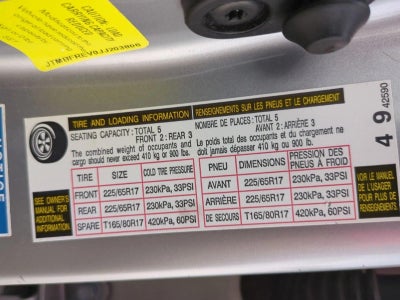 CAUTION
JTMBFREV0JJ203066
TIRE AND LOADING INFORMATION
RENSEIGNEMENTS SUR LES PNEUS ET LE CHARGEMENT
SEATING CAPACITY: TOTAL 5
FRONT 2: REAR 3
The combined weight of occupants and
cargo should never exceed 410 kg or 900 lbs.
NOMBRE DE PLACES: TOTAL 5
AVANT 2: ARRIÈRE 3
Le poids total des occupants et du chargement ne
doit jamais dépasser 410 kg ou 900 lb.
SEE OWNER'S
MANUAL FOR
ADDITIONAL
INFORMATION.
TIRE SIZE COLD TIRE PRESSURE
FRONT 225/65R17 230kPa, 33PSI
REAR 225/65R17 230kPa, 33PSI
SPARE T165/80R17 420kPa, 60PSI
PNEU DIMENSIONS PRESSION DES
PNEUS À FROID
AVANT 225/65R17 230kPa, 33PSI
ARRIÈRE 225/65R17 230kPa, 33PSI
DE SECOURS T165/80R17 420kPa, 60PSI
VOIR LE MANUEL
DE L'USAGER
POUR PLUS DE
RENSEIGNEMENTS.
49
42590